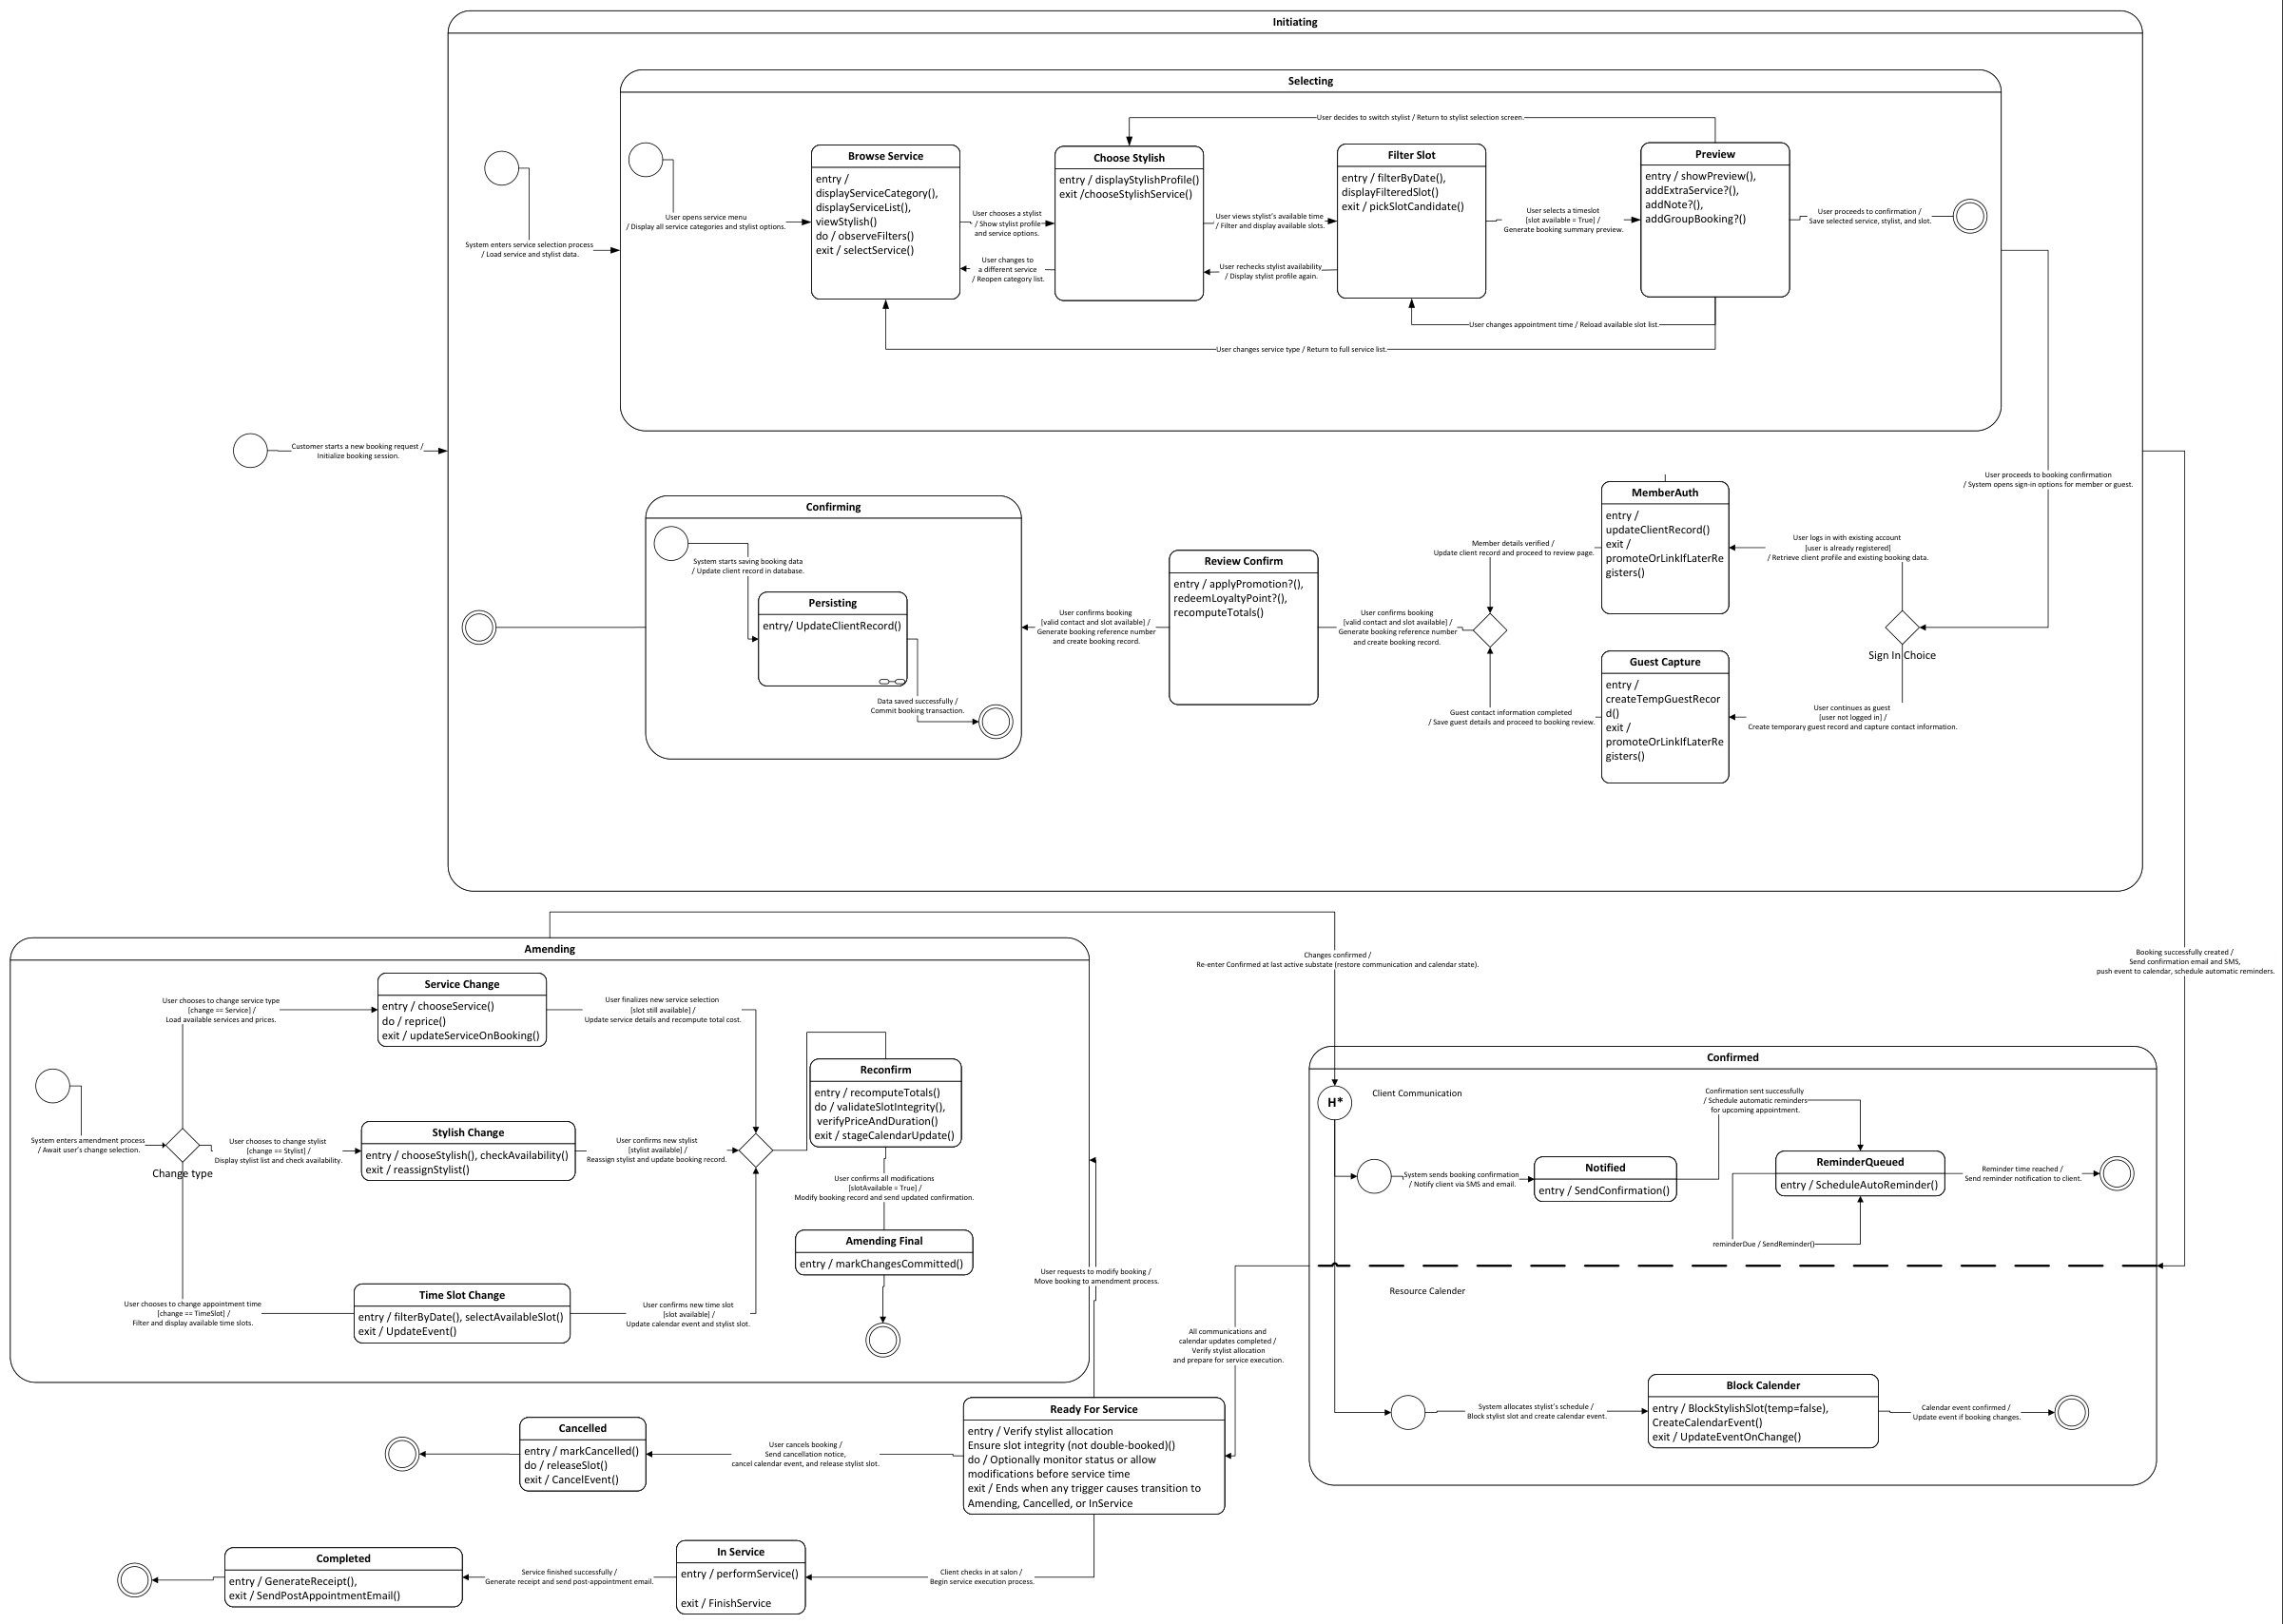 Initiating
Selecting
User decides to switch stylist / Return to stylist selection screen.
Browse Service
entry /
displayServiceCategory(),
displayServiceList(),
viewStylish()
do / observeFilters()
exit / selectService()
Choose Stylish
entry / displayStylishProfile()
exit /chooseStylishService()
Filter Slot
entry / filterByDate(),
displayFilteredSlot()
exit / pickSlotCandidate()
Preview
entry / showPreview(),
addExtraService?(),
addNote?(),
addGroupBooking?()
System enters service selection process
/ Load service and stylist data.
User opens service menu
/ Display all service categories and stylist options.
User chooses a stylist
/ Show stylist profile
and service options.
User changes to
a different service
/ Reopen category list.
User views stylist's available time
/ Filter and display available slots.
User rechecks stylist availability
/ Display stylist profile again.
User selects a timeslot
[slot available = True] /
Generate booking summary preview.
User proceeds to confirmation /
Save selected service, stylist, and slot.
User changes appointment time / Reload available slot list.
User changes service type / Return to full service list.
Customer starts a new booking request /
Initialize booking session.
User proceeds to booking confirmation
/ System opens sign-in options for member or guest.
Confirming
System starts saving booking data
/ Update client record in database.
Persisting
entry/ UpdateClientRecord()
Data saved successfully /
Commit booking transaction.
User confirms booking
[valid contact and slot available] /
Generate booking reference number
and create booking record.
Review Confirm
entry / applyPromotion?(),
redeemLoyaltyPoint?(),
recomputeTotals()
User confirms booking
[valid contact and slot available] /
Generate booking reference number
and create booking record.
Member details verified /
Update client record and proceed to review page.
Guest contact information completed
/ Save guest details and proceed to booking review.
MemberAuth
entry /
updateClientRecord()
exit /
promoteOrLinkIfLaterRe
gisters()
Guest Capture
entry /
createTempGuestRecor
d()
exit /
promoteOrLinkIfLaterRe
gisters()
User logs in with existing account
[user is already registered]
/ Retrieve client profile and existing booking data.
Sign In Choice
User continues as guest
[user not logged in] /
Create temporary guest record and capture contact information.
Booking successfully created /
Send confirmation email and SMS,
push event to calendar, schedule automatic reminders.
Changes confirmed /
Re-enter Confirmed at last active substate (restore communication and calendar state).
Amending
System enters amendment process
/ Await user's change selection.
Change type
User chooses to change service type
[change == Service] /
Load available services and prices.
Service Change
entry / chooseService()
do / reprice()
exit / updateServiceOnBooking()
User finalizes new service selection
[slot still available] /
Update service details and recompute total cost.
User chooses to change stylist
[change == Stylist] /
Display stylist list and check availability.
Stylish Change
entry / chooseStylish(), checkAvailability()
exit / reassignStylist()
User confirms new stylist
[stylist available] /
Reassign stylist and update booking record.
User chooses to change appointment time
[change == TimeSlot] /
Filter and display available time slots.
Time Slot Change
entry / filterByDate(), selectAvailableSlot()
exit / UpdateEvent()
User confirms new time slot
[slot available] /
Update calendar event and stylist slot.
Reconfirm
entry / recomputeTotals()
do / validateSlotIntegrity(),
verifyPriceAndDuration()
exit / stageCalendarUpdate()
User confirms all modifications
[slotAvailable = True] /
Modify booking record and send updated confirmation.
Amending Final
entry / markChangesCommitted()
User requests to modify booking /
Move booking to amendment process.
Confirmed
H*
Client Communication
System sends booking confirmation
/ Notify client via SMS and email.
Notified
entry / SendConfirmation()
Confirmation sent successfully
/ Schedule automatic reminders
for upcoming appointment.
ReminderQueued
entry / ScheduleAutoReminder()
reminderDue / SendReminder()
Reminder time reached /
Send reminder notification to client.
Resource Calender
System allocates stylist's schedule /
Block stylist slot and create calendar event.
Block Calender
entry / BlockStylishSlot(temp=false),
CreateCalendarEvent()
exit / UpdateEventOnChange()
Calendar event confirmed /
Update event if booking changes.
All communications and
calendar updates completed /
Verify stylist allocation
and prepare for service execution.
Ready For Service
entry / Verify stylist allocation
Ensure slot integrity (not double-booked)()
do / Optionally monitor status or allow
modifications before service time
exit / Ends when any trigger causes transition to
Amending, Cancelled, or InService
User cancels booking /
Send cancellation notice,
cancel calendar event, and release stylist slot.
Cancelled
entry / markCancelled()
do / releaseSlot()
exit / CancelEvent()
Client checks in at salon /
Begin service execution process.
In Service
entry / performService()
exit / FinishService
Service finished successfully /
Generate receipt and send post-appointment email.
Completed
entry / GenerateReceipt(),
exit / SendPostAppointmentEmail()